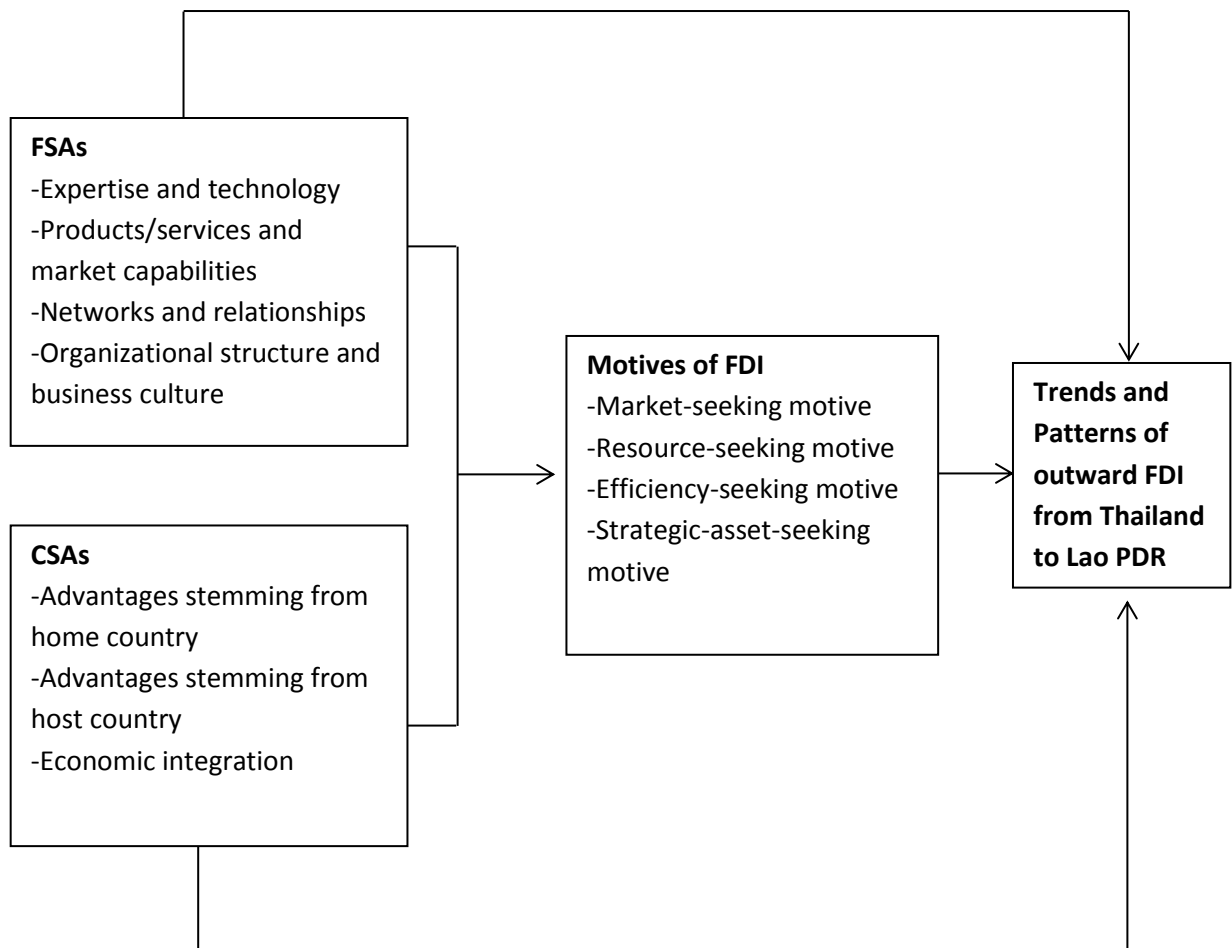 FSAs
-Expertise and technology
-Products/services and
market capabilities
-Networks and relationships
-Organizational structure and
business culture
CSAs
-Advantages stemming from
home country
-Advantages stemming from
host country
-Economic integration
Motives of FDI
-Market-seeking motive
-Resource-seeking motive
-Efficiency-seeking motive
-Strategic-asset-seeking
motive
Trends and
Patterns of
outward FDI
from Thailand
to Lao PDR